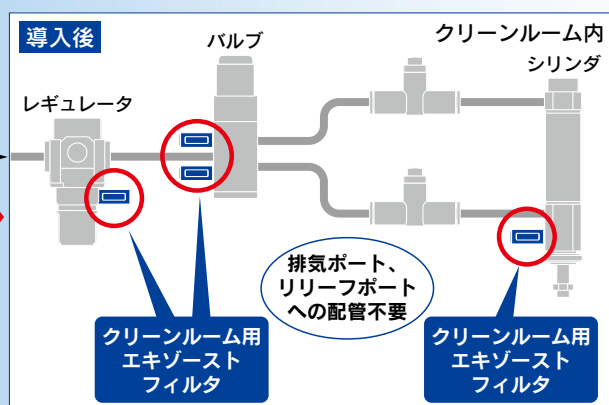 導入後
クリーンルーム内
バルブ
シリンダ
レギュレータ
排気ポート、
リリーフポート
への配管不要
クリーンルーム用
エキゾースト
フィルタ
クリーンルーム用
エキゾースト
フィルタ